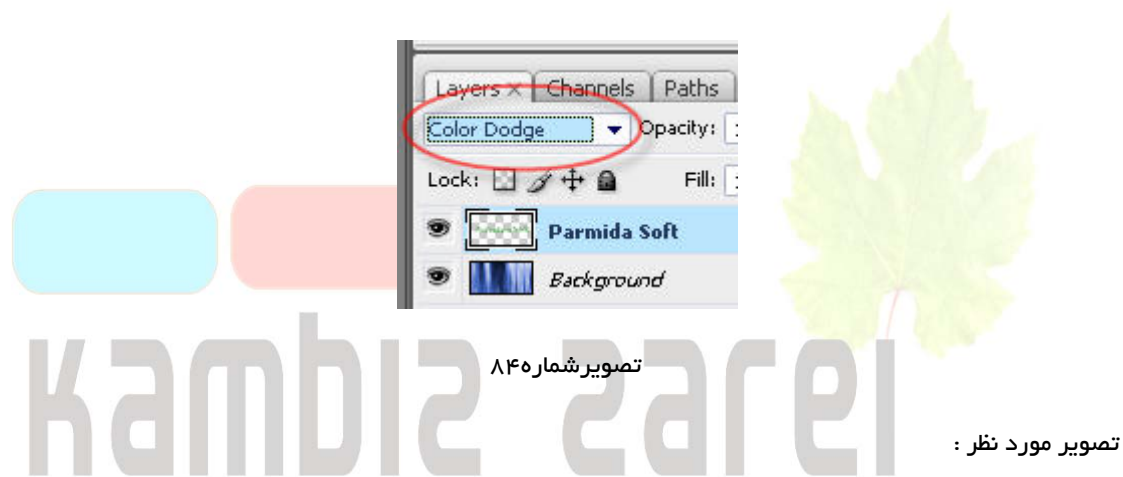 Layers × Channels Paths
Color Dodge Opacity:
Lock: Fill:
Parmida Soft
Background
تصویرشماره۸۴
kambiz zarei
تصویر مورد نظر :